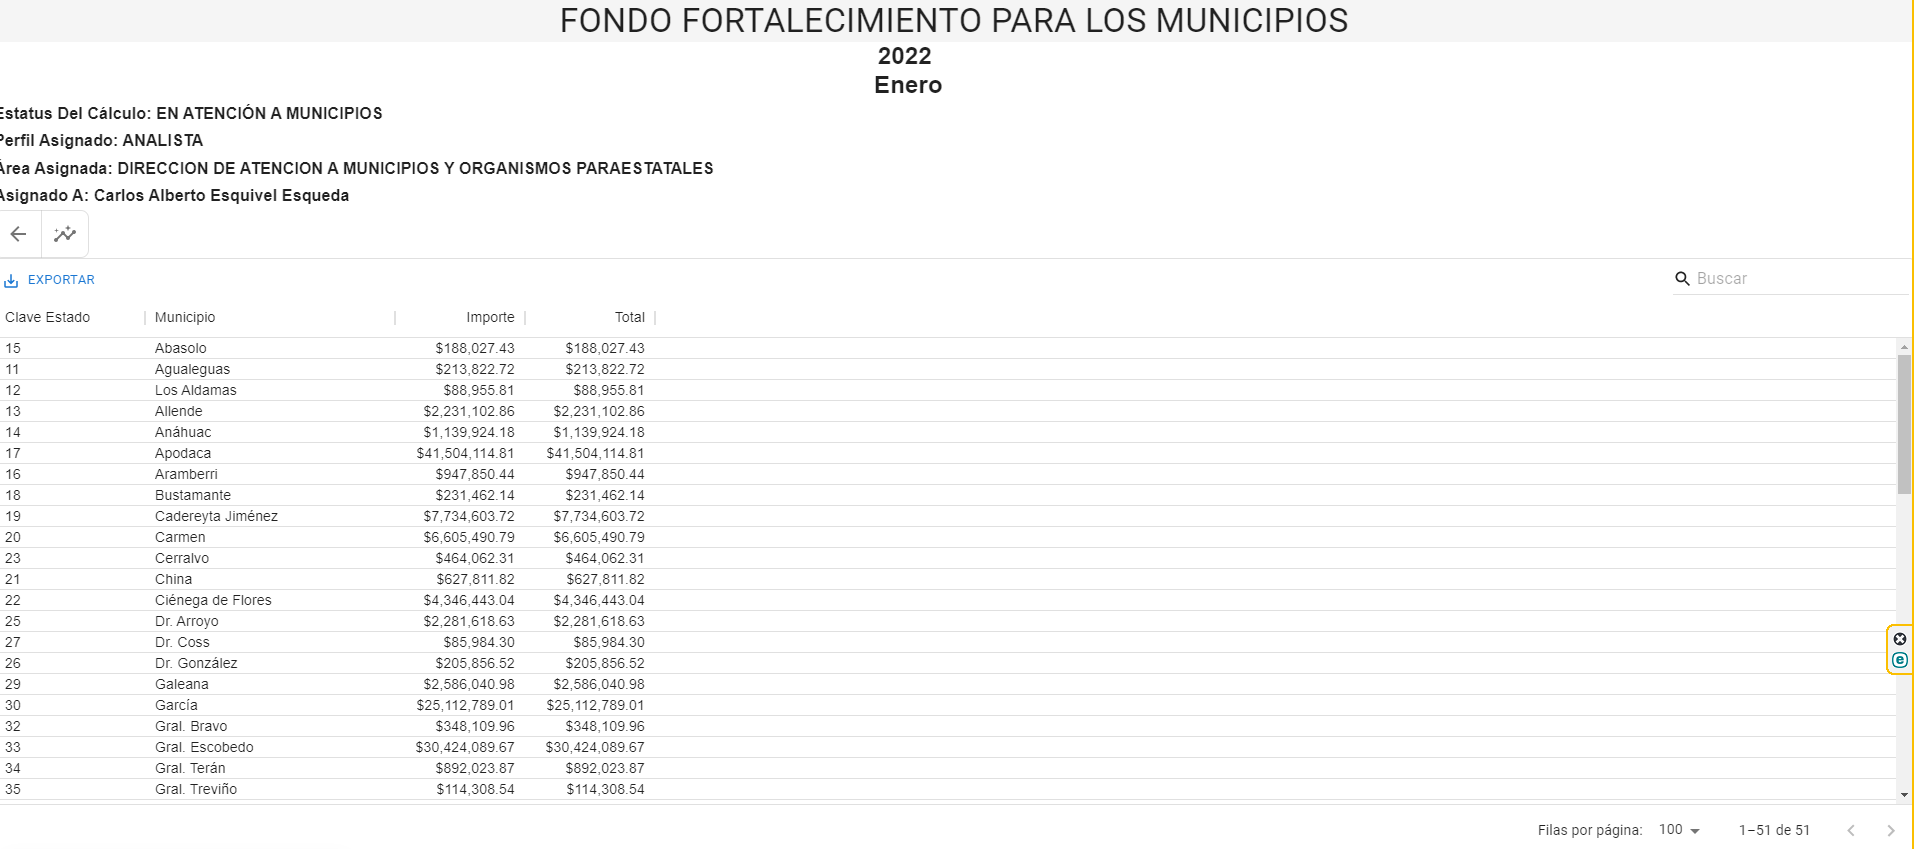 FONDO FORTALECIMIENTO PARA LOS MUNICIPIOS
2022
Enero
Estatus Del Cálculo: EN ATENCIÓN A MUNICIPIOS
Perfil Asignado: ANALISTA
Área Asignada: DIRECCION DE ATENCION A MUNICIPIOS Y ORGANISMOS PARAESTATALES
Asignado A: Carlos Alberto Esquivel Esqueda
EXPORTAR Buscar
Clave Estado Municipio Importe Total
15 Abasolo $188,027.43 $188,027.43
11 Agualeguas $213,822.72 $213,822.72
12 Los Aldamas $88,955.81 $88,955.81
13 Allende $2,231,102.86 $2,231,102.86
14 Anáhuac $1,139,924.18 $1,139,924.18
17 Apodaca $41,504,114.81 $41,504,114.81
16 Aramberri $947,850.44 $947,850.44
18 Bustamante $231,462.14 $231,462.14
19 Cadereyta Jiménez $7,734,603.72 $7,734,603.72
20 Carmen $6,605,490.79 $6,605,490.79
23 Cerralvo $464,062.31 $464,062.31
21 China $627,811.82 $627,811.82
22 Ciénega de Flores $4,346,443.04 $4,346,443.04
25 Dr. Arroyo $2,281,618.63 $2,281,618.63
27 Dr. Coss $85,984.30 $85,984.30
26 Dr. González $205,856.52 $205,856.52
29 Galeana $2,586,040.98 $2,586,040.98
30 García $25,112,789.01 $25,112,789.01
32 Gral. Bravo $348,109.96 $348,109.96
33 Gral. Escobedo $30,424,089.67 $30,424,089.67
34 Gral. Terán $892,023.87 $892,023.87
35 Gral. Treviño $114,308.54 $114,308.54
Filas por página: 100 1–51 de 51